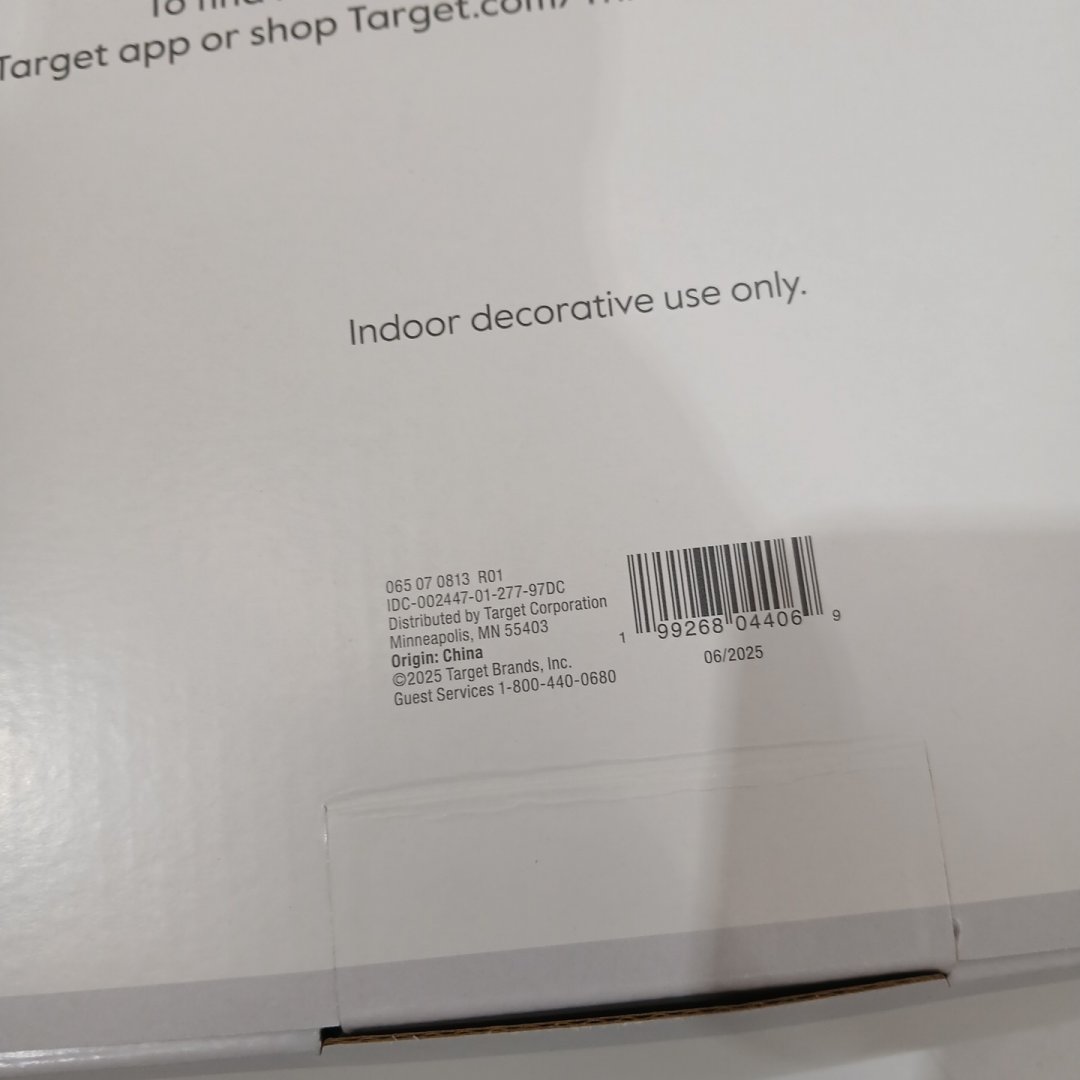 Target app or shop Target.com/
Indoor decorative use only.
065 07 0813 R01
IDC-002447-01-277-97DC
Distributed by Target Corporation
Minneapolis, MN 55403
Origin: China
©2025 Target Brands, Inc.
Guest Services 1-800-440-0680
1 99268 04406 9
06/2025